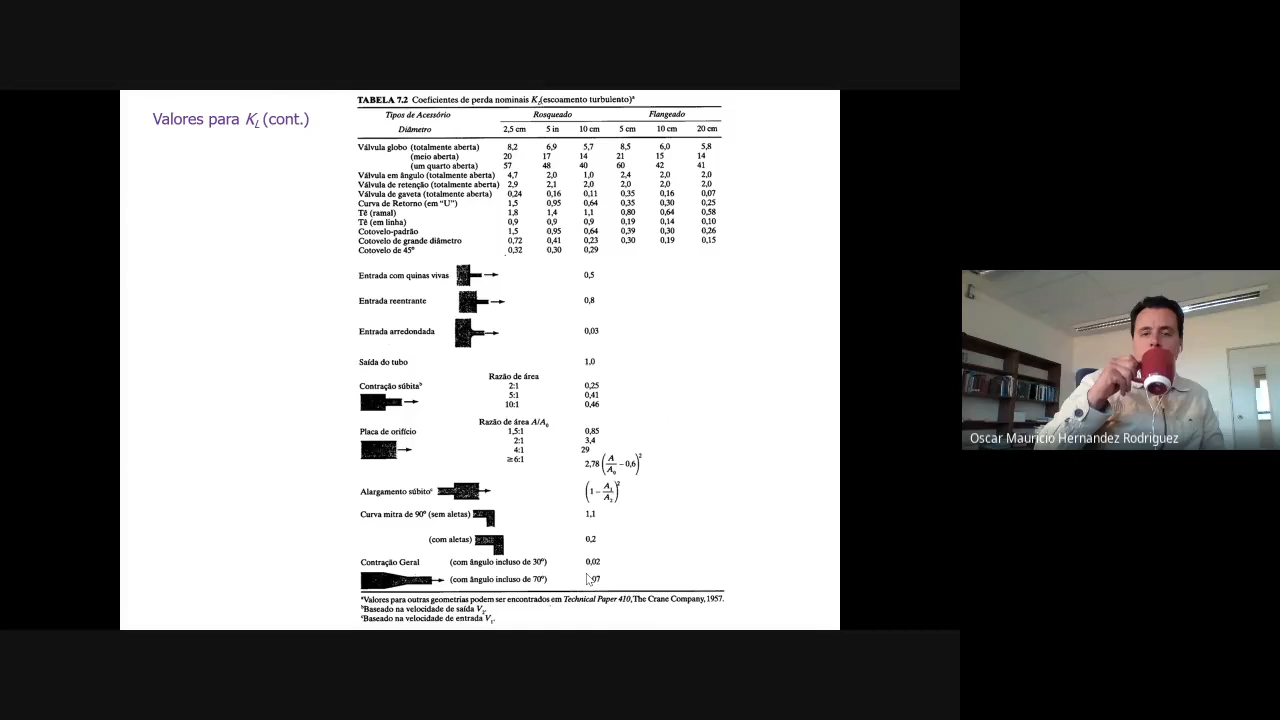 Valores para K_L (cont.)
TABELA 7.2 Coeficientes de perda nominais K_L(escoamento turbulento)ᵃ
Tipos de Acessório Rosqueado Flangeado
Diâmetro 2,5 cm 5 in 10 cm 5 cm 10 cm 20 cm
Válvula globo (totalmente aberta) 8,2 6,9 5,7 8,5 6,0 5,8
(meio aberta) 20 17 14 21 15 14
(um quarto aberta) 57 48 40 60 42 41
Válvula em ângulo (totalmente aberta) 4,7 2,0 1,0 2,4 2,0 2,0
Válvula de retenção (totalmente aberta) 2,9 2,1 2,0 2,0 2,0 2,0
Válvula de gaveta (totalmente aberta) 0,24 0,16 0,11 0,35 0,16 0,07
Curva de Retorno (em "U") 1,5 0,95 0,64 0,35 0,30 0,25
Tê (ramal) 1,8 1,4 1,1 0,80 0,64 0,58
Tê (em linha) 0,9 0,9 0,9 0,19 0,14 0,10
Cotovelo-padrão 1,5 0,95 0,64 0,39 0,30 0,26
Cotovelo de grande diâmetro 0,72 0,41 0,23 0,30 0,19 0,15
Cotovelo de 45º 0,32 0,30 0,29
Entrada com quinas vivas 0,5
Entrada reentrante 0,8
Entrada arredondada 0,03
Saída do tubo 1,0
Razão de área
Contração súbitaᵇ 2:1 0,25
5:1 0,41
10:1 0,46
Razão de área A/A₀
Placa de orifício 1,5:1 0,85
2:1 3,4
4:1 29
≥6:1 2,78 (A/A₀ – 0,6)²
Alargamento súbitoᶜ (1 – A₁/A₂)²
Curva mitra de 90º (sem aletas) 1,1
(com aletas) 0,2
Contração Geral (com ângulo incluso de 30º) 0,02
(com ângulo incluso de 70º) 07
ᵃValores para outras geometrias podem ser encontrados em Technical Paper 410, The Crane Company, 1957.
ᵇBaseado na velocidade de saída V₂.
ᶜBaseado na velocidade de entrada V₁.
Oscar Mauricio Hernandez Rodriguez